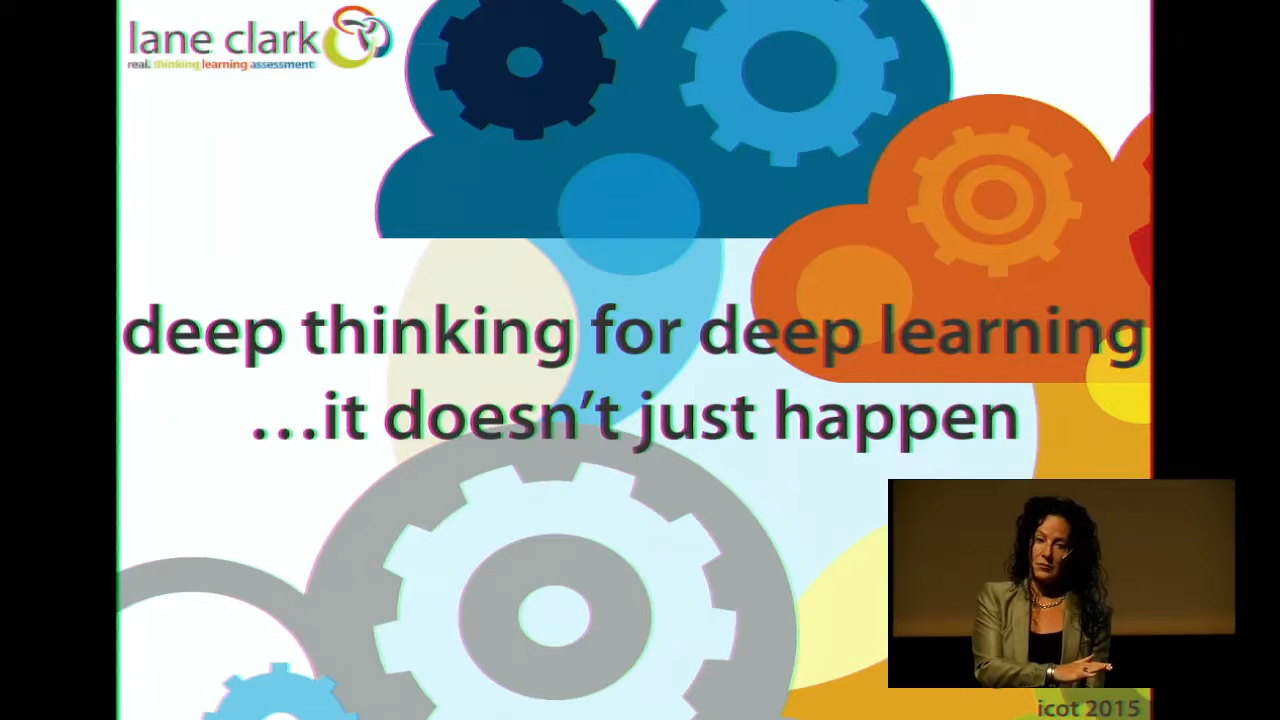 lane clark
real. thinking learning assessment
deep thinking for deep learning
...it doesn't just happen
icot 2015